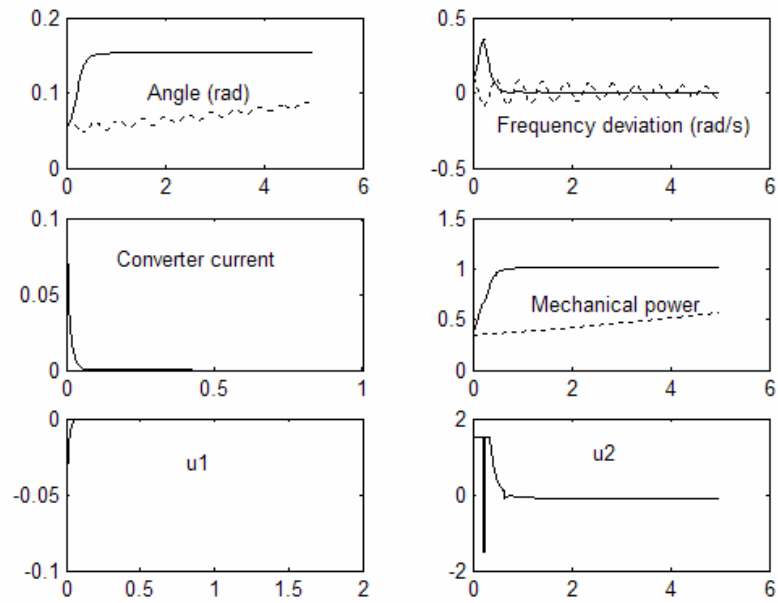 0.2
0.1
0
0 2 4 6
Angle (rad)
0.5
0
-0.5
0 2 4 6
Frequency deviation (rad/s)
0.1
0.05
0
0 0.5 1
Converter current
1.5
1
0.5
0
0 2 4 6
Mechanical power
0
-0.05
-0.1
0 0.5 1 1.5 2
u1
2
0
-2
0 2 4 6
u2